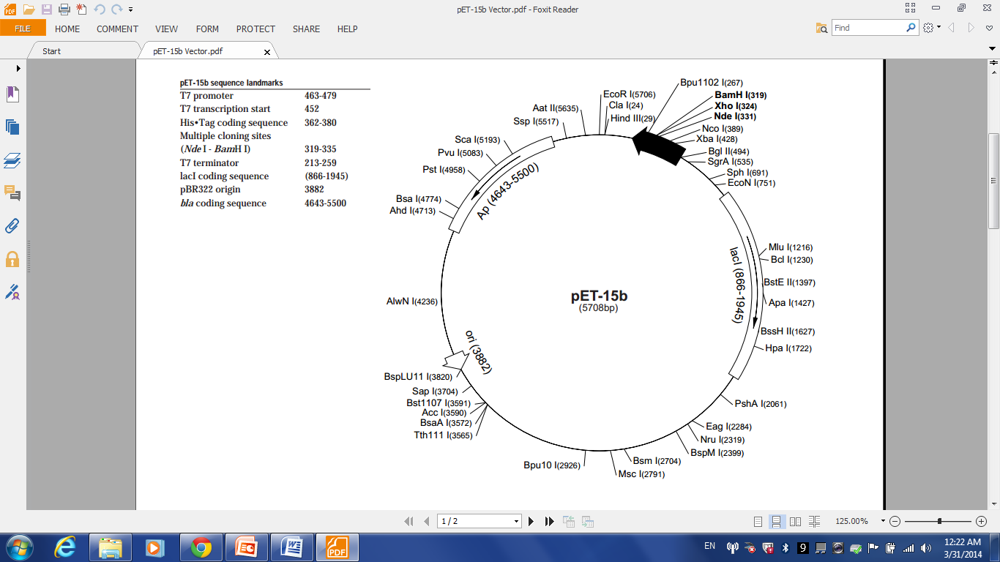 pET-15b Vector.pdf - Foxit Reader
FILE HOME COMMENT VIEW FORM PROTECT SHARE HELP
Find
Start
pET-15b Vector.pdf
pET-15b sequence landmarks
T7 promoter 463-479
T7 transcription start 452
His•Tag coding sequence 362-380
Multiple cloning sites
(Nde I - BamH I) 319-335
T7 terminator 213-259
lacI coding sequence (866-1945)
pBR322 origin 3882
bla coding sequence 4643-5500
EcoR I(5706)
Cla I(24)
Hind III(29)
Bpu1102 I(267)
BamH I(319)
Xho I(324)
Nde I(331)
Nco I(389)
Xba I(428)
Bgl II(494)
SgrA I(535)
Sph I(691)
EcoN I(751)
Mlu I(1216)
Bcl I(1230)
BstE II(1397)
Apa I(1427)
BssH II(1627)
Hpa I(1722)
PshA I(2061)
Eag I(2284)
Nru I(2319)
BspM I(2399)
Bsm I(2704)
Msc I(2791)
Bpu10 I(2926)
Tth111 I(3565)
BsaA I(3572)
Acc I(3590)
Bst1107 I(3591)
Sap I(3704)
BspLU11 I(3820)
AlwN I(4236)
Ahd I(4713)
Bsa I(4774)
Pst I(4958)
Pvu I(5083)
Sca I(5193)
Ssp I(5517)
Aat II(5635)
Ap (4643-5500)
lacI (866-1945)
ori (3882)
pET-15b
(5708bp)
1 / 2
125.00%
EN
12:22 AM
3/31/2014